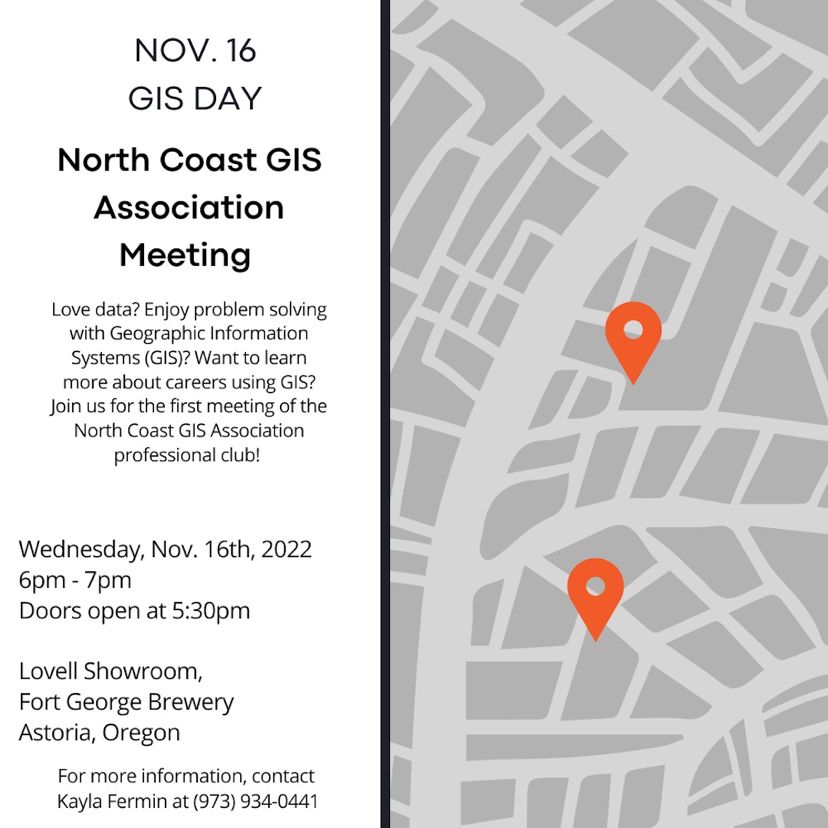 NOV. 16
GIS DAY
North Coast GIS
Association
Meeting
Love data? Enjoy problem solving
with Geographic Information
Systems (GIS)? Want to learn
more about careers using GIS?
Join us for the first meeting of the
North Coast GIS Association
professional club!
Wednesday, Nov. 16th, 2022
6pm - 7pm
Doors open at 5:30pm
Lovell Showroom,
Fort George Brewery
Astoria, Oregon
For more information, contact
Kayla Fermin at (973) 934-0441